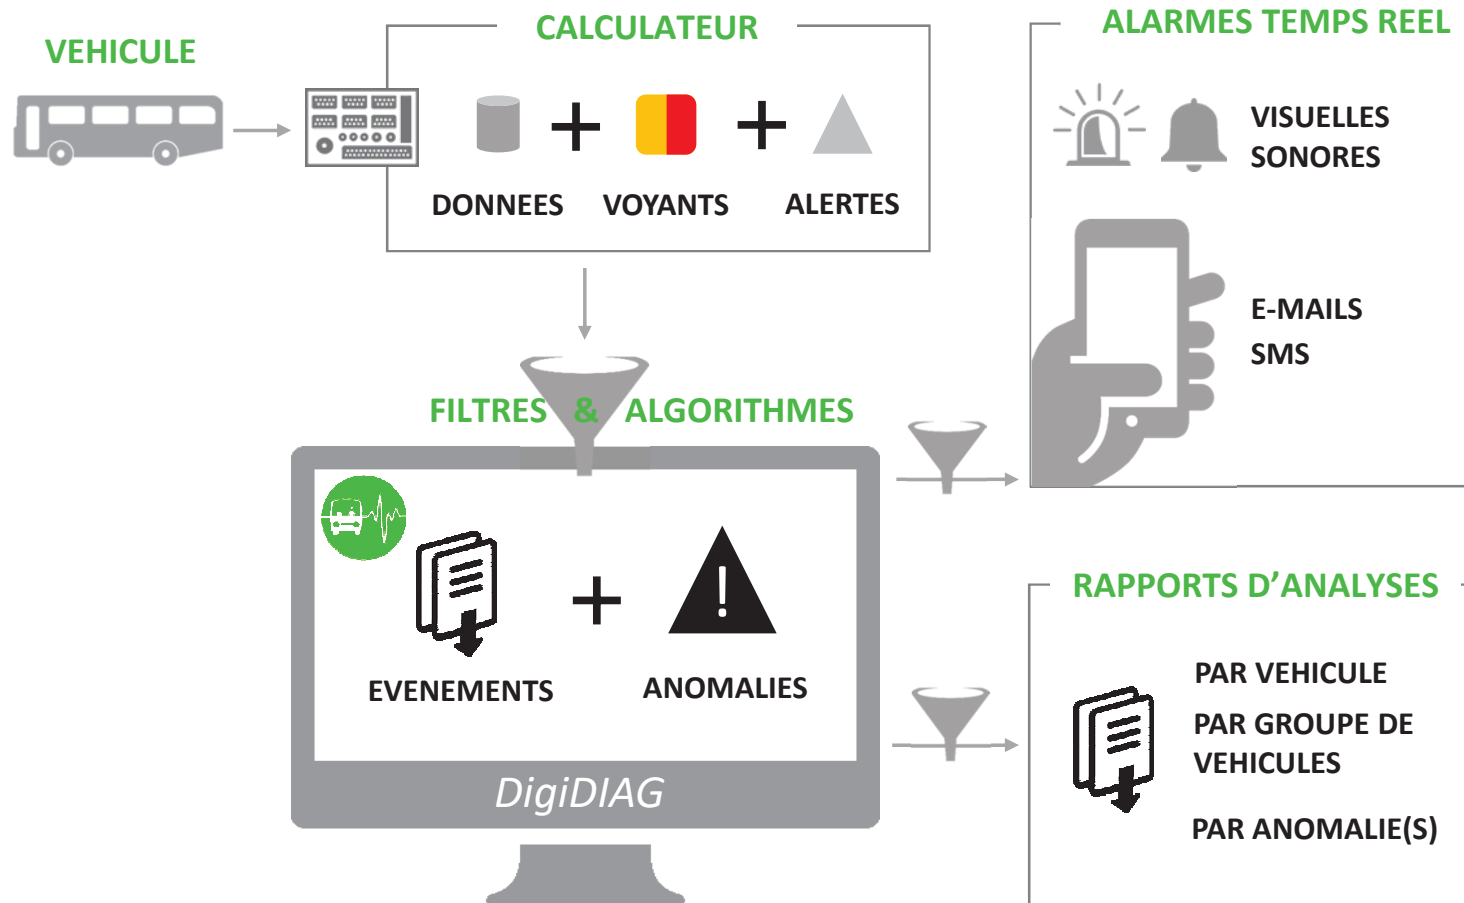 VEHICULE
CALCULATEUR
DONNEES
VOYANTS
ALERTES
ALARMES TEMPS REEL
VISUELLES
SONORES
E-MAILS
SMS
FILTRES & ALGORITHMES
EVENEMENTS
ANOMALIES
DigiDIAG
RAPPORTS D’ANALYSES
PAR VEHICULE
PAR GROUPE DE
VEHICULES
PAR ANOMALIE(S)